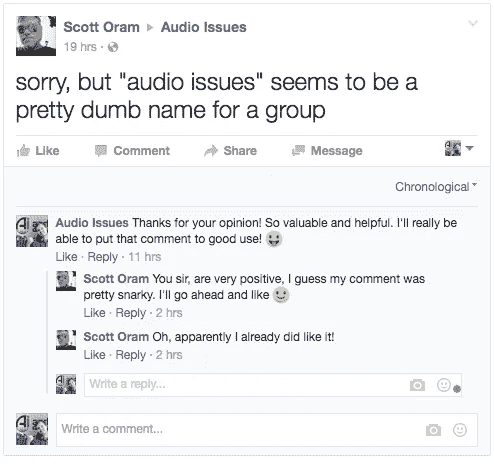 Scott Oram ▶ Audio Issues
19 hrs ·
sorry, but "audio issues" seems to be a
pretty dumb name for a group
Like Comment Share Message
Chronological
Audio Issues Thanks for your opinion! So valuable and helpful. I'll really be
able to put that comment to good use!
Like · Reply · 11 hrs
Scott Oram You sir, are very positive, I guess my comment was
pretty snarky. I'll go ahead and like
Like · Reply · 2 hrs
Scott Oram Oh, apparently I already did like it!
Like · Reply · 2 hrs
Write a reply...
Write a comment...